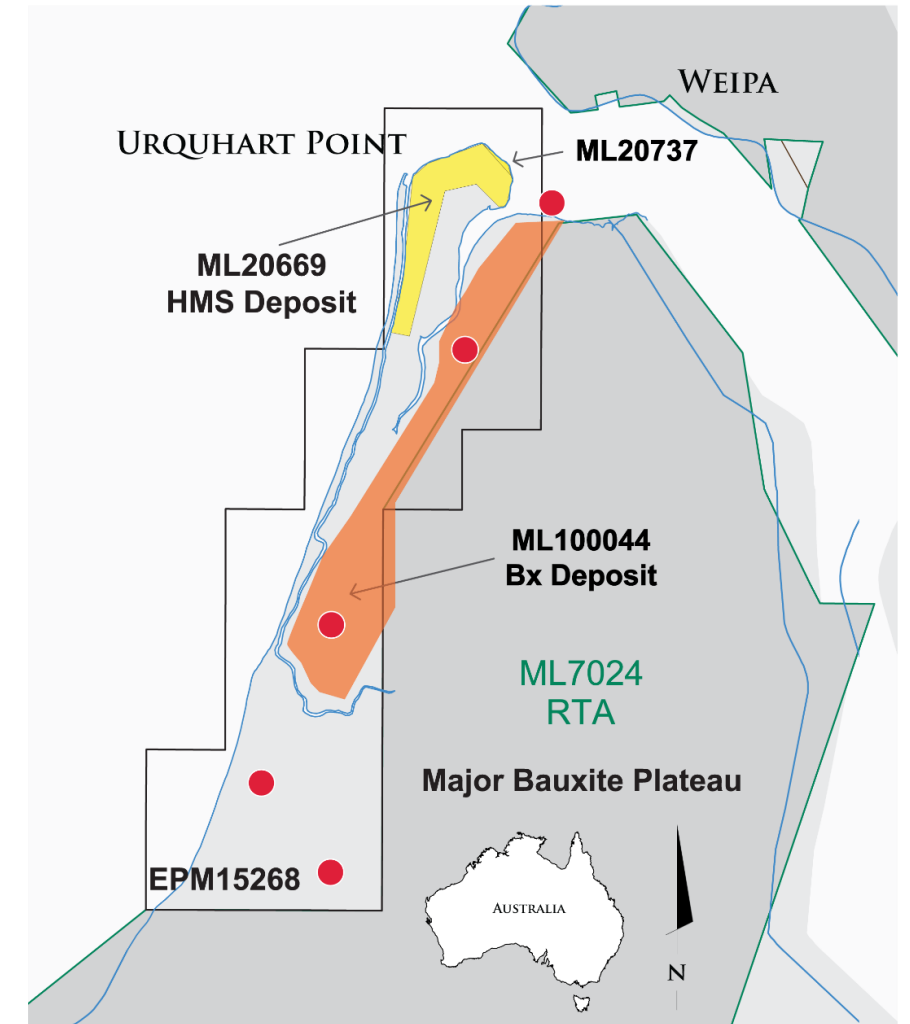 WEIPA
URQUHART POINT
ML20737
ML20669
HMS Deposit
ML100044
Bx Deposit
ML7024
RTA
Major Bauxite Plateau
EPM15268
AUSTRALIA
N